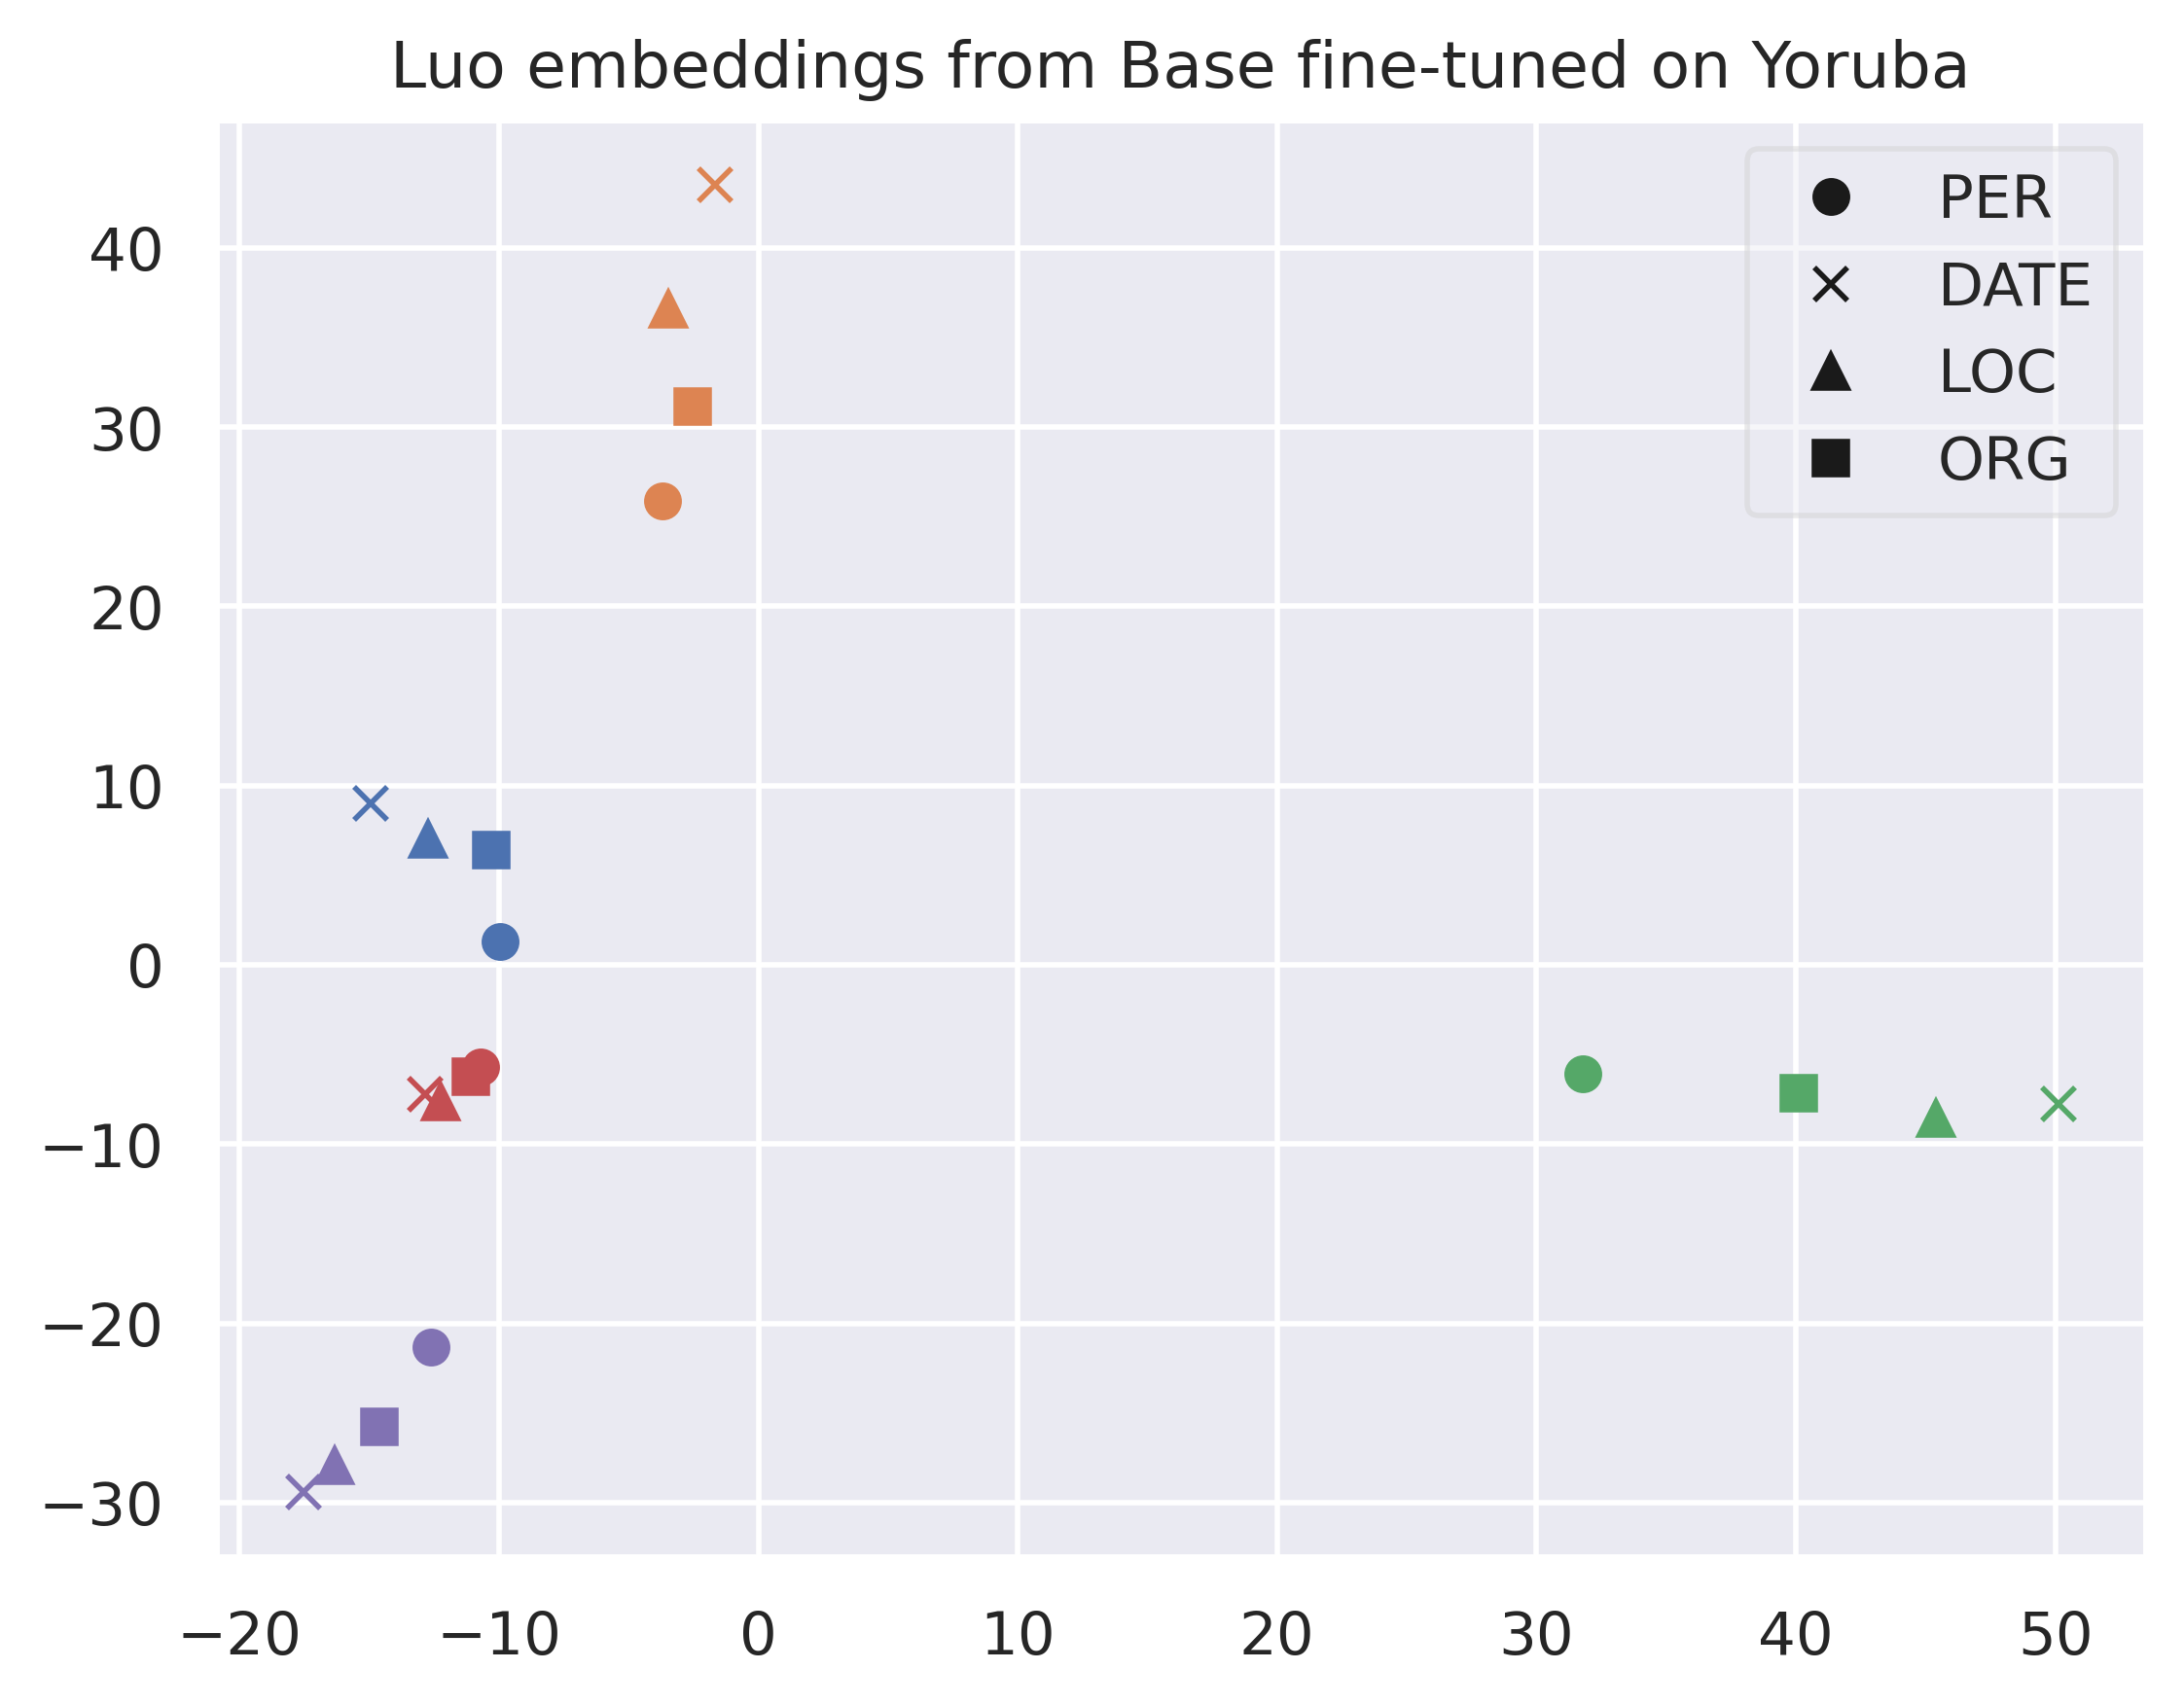 Luo embeddings from Base fine-tuned on Yoruba
PER
DATE
LOC
ORG
40
30
20
10
0
−10
−20
−30
−20 −10 0 10 20 30 40 50